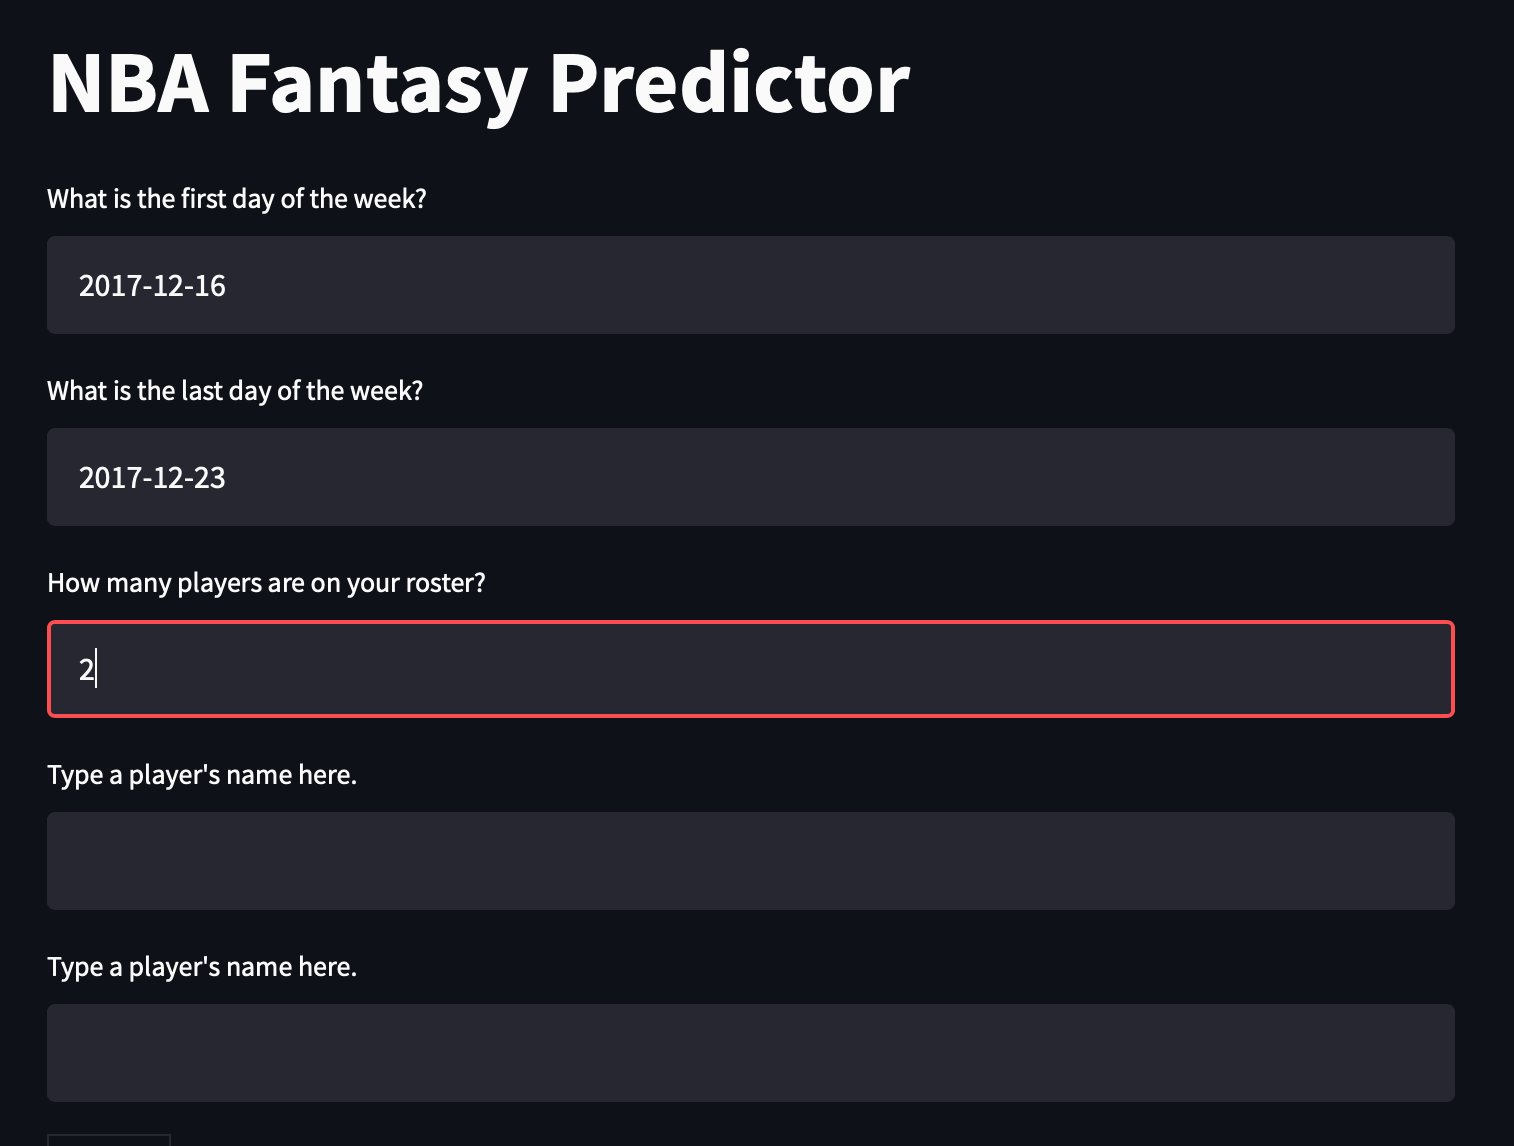 NBA Fantasy Predictor
What is the first day of the week?
2017-12-16
What is the last day of the week?
2017-12-23
How many players are on your roster?
2
Type a player's name here.
Type a player's name here.